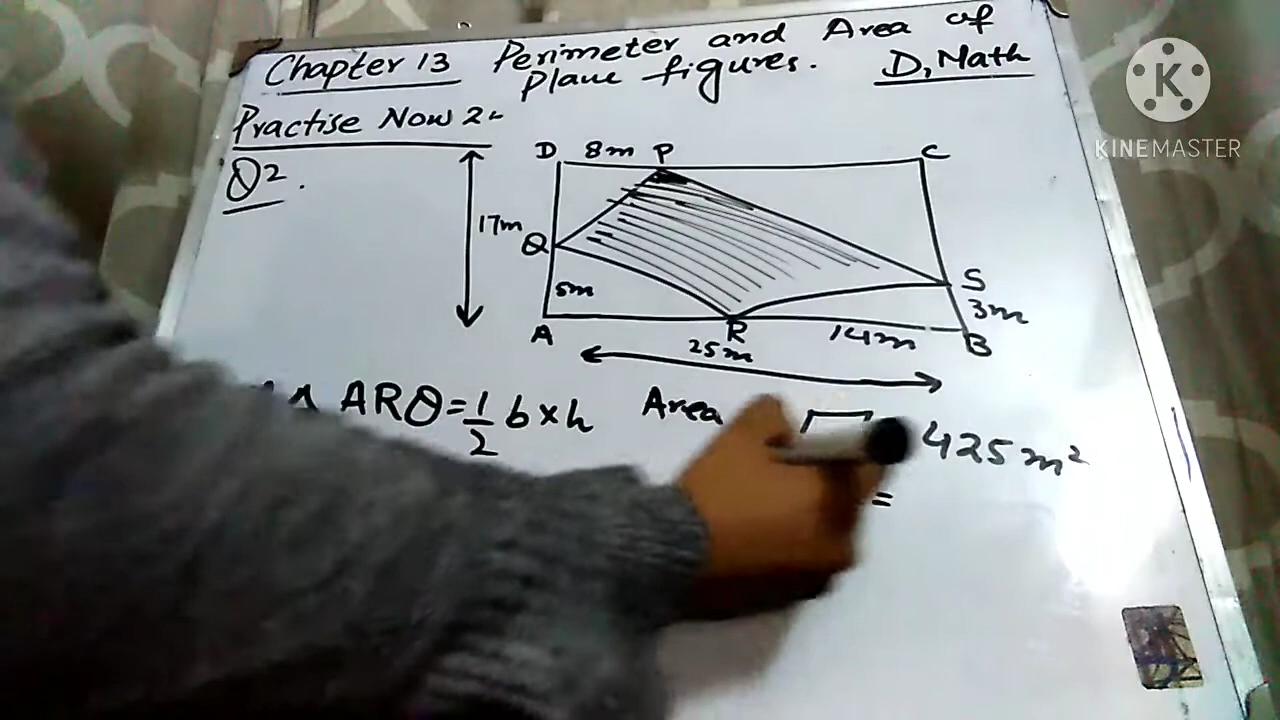 Chapter 13 Perimeter and Area of
Plane figures. D, Math
Practise Now 2
Q2.
D 8m P C
17m
Q
5m
S
3m
A R 14m B
25m
ARQ = 1/2 b × h
Area 425 m²
=
K
KINEMASTER